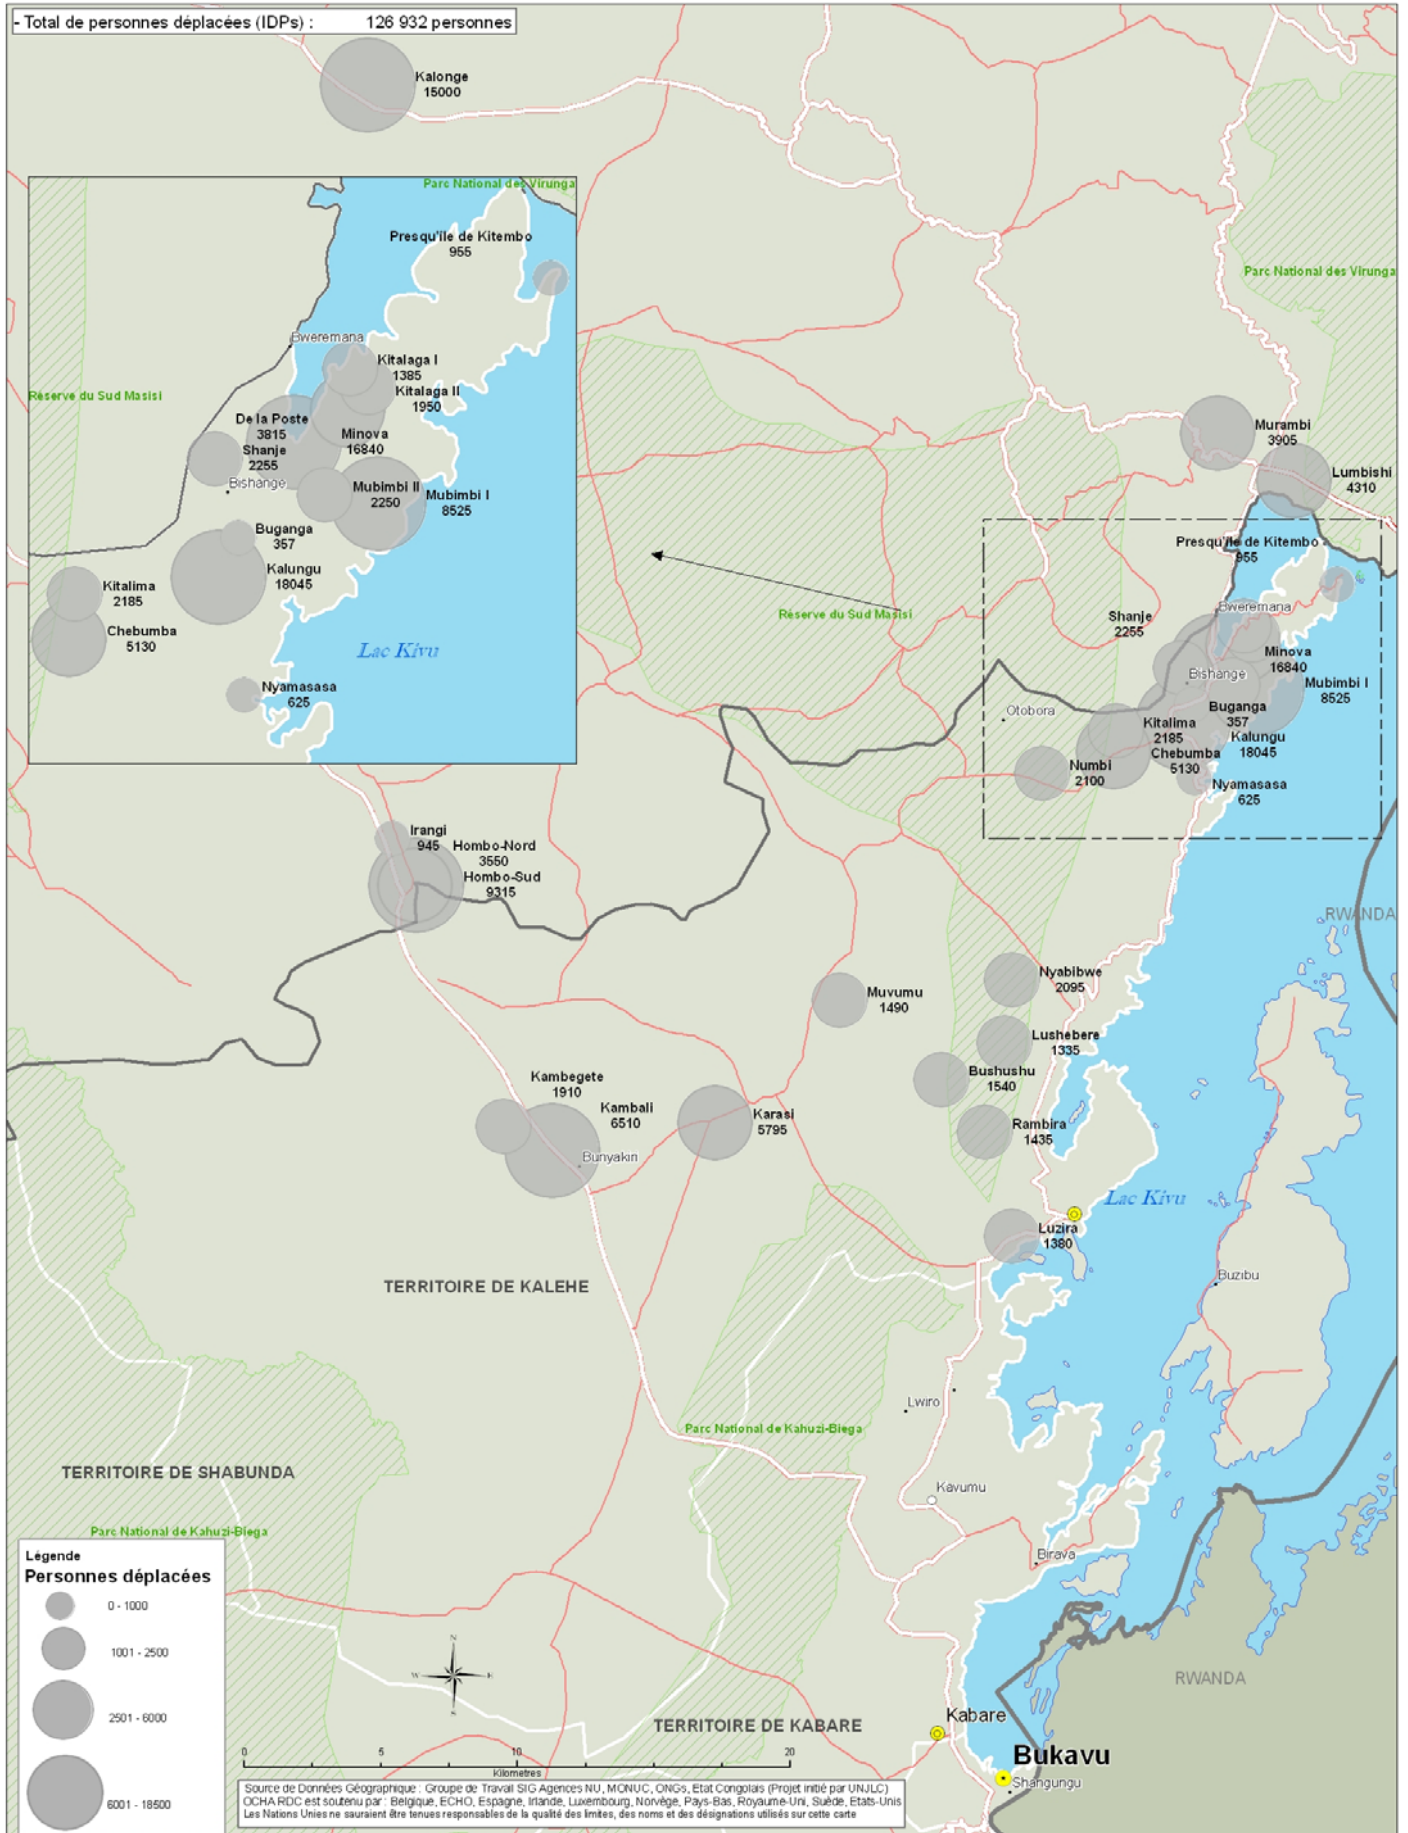 - Total de personnes déplacées (IDPs) : 126 932 personnes
Kalonge
15000
Parc National des Virunga
Presqu'île de Kitembo
955
Bweremana
Kitalaga I
1385
Kitalaga II
1950
Réserve du Sud Masisi
De la Poste
3815
Minova
16840
Shanje
2255
Bishange
Mubimbi II
2250
Mubimbi I
8525
Buganga
357
Kalungu
18045
Kitalima
2185
Chebumba
5130
Lac Kivu
Nyamasasa
625
Parc National des Virunga
Murambi
3905
Lumbishi
4310
Presqu'île de Kitembo
955
Réserve du Sud Masisi
Shanje
2255
Bweremana
Minova
16840
Bishange
Mubimbi I
8525
Otobora
Buganga
357
Kitalima
2185
Kalungu
18045
Chebumba
5130
Numbi
2100
Nyamasasa
625
Irangi
945
Hombo-Nord
3550
Hombo-Sud
9315
RWANDA
Nyabibwe
2095
Muvumu
1490
Lushebere
1335
Bushushu
1540
Kambegete
1910
Kambali
6510
Karasi
5795
Rambira
1435
Bunyakiri
Lac Kivu
Luzira
1380
Buzibu
TERRITOIRE DE KALEHE
Lwiro
Parc National de Kahuzi-Biega
TERRITOIRE DE SHABUNDA
Kavumu
Parc National de Kahuzi-Biega
Birava
Légende
Personnes déplacées
0 - 1000
1001 - 2500
2501 - 6000
6001 - 18500
N
W E
S
RWANDA
Kabare
TERRITOIRE DE KABARE
Bukavu
Shangungu
0 5 10 20
Kilometres
Source de Données Géographique : Groupe de Travail SIG Agences NU, MONUC, ONGs, Etat Congolais (Projet initié par UNJLC)
OCHA RDC est soutenu par : Belgique, ECHO, Espagne, Irlande, Luxembourg, Norvège, Pays-Bas, Royaume-Uni, Suède, Etats-Unis
Les Nations Unies ne sauraient être tenues responsables de la qualité des limites, des noms et des désignations utilisés sur cette carte